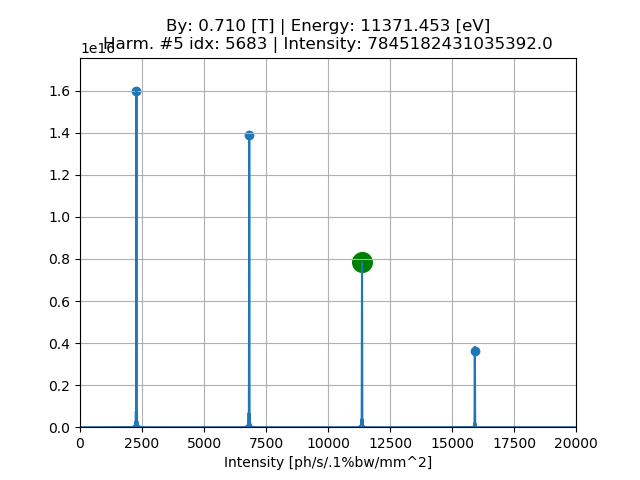 By: 0.710 [T] | Energy: 11371.453 [eV]
Harm. #5 idx: 5683 | Intensity: 7845182431035392.0
1e16
1.6
1.4
1.2
1.0
0.8
0.6
0.4
0.2
0.0
0 2500 5000 7500 10000 12500 15000 17500 20000
Intensity [ph/s/.1%bw/mm^2]